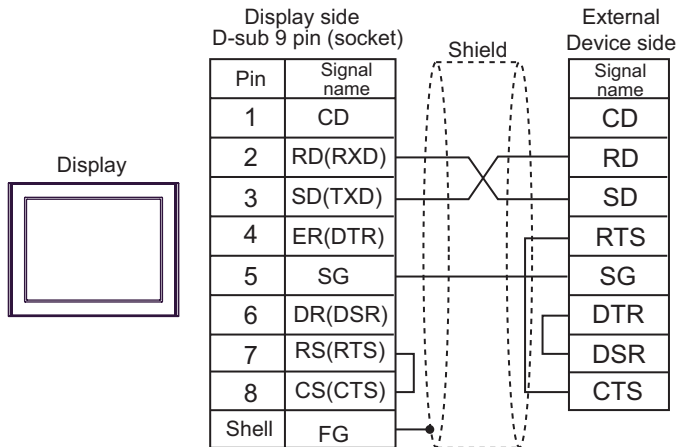 Display side
D-sub 9 pin (socket)
Shield
External
Device side
Pin
Signal
name
Signal
name
1 CD CD
2 RD(RXD) RD
Display
3 SD(TXD) SD
4 ER(DTR) RTS
5 SG SG
6 DR(DSR) DTR
7 RS(RTS) DSR
8 CS(CTS) CTS
Shell FG